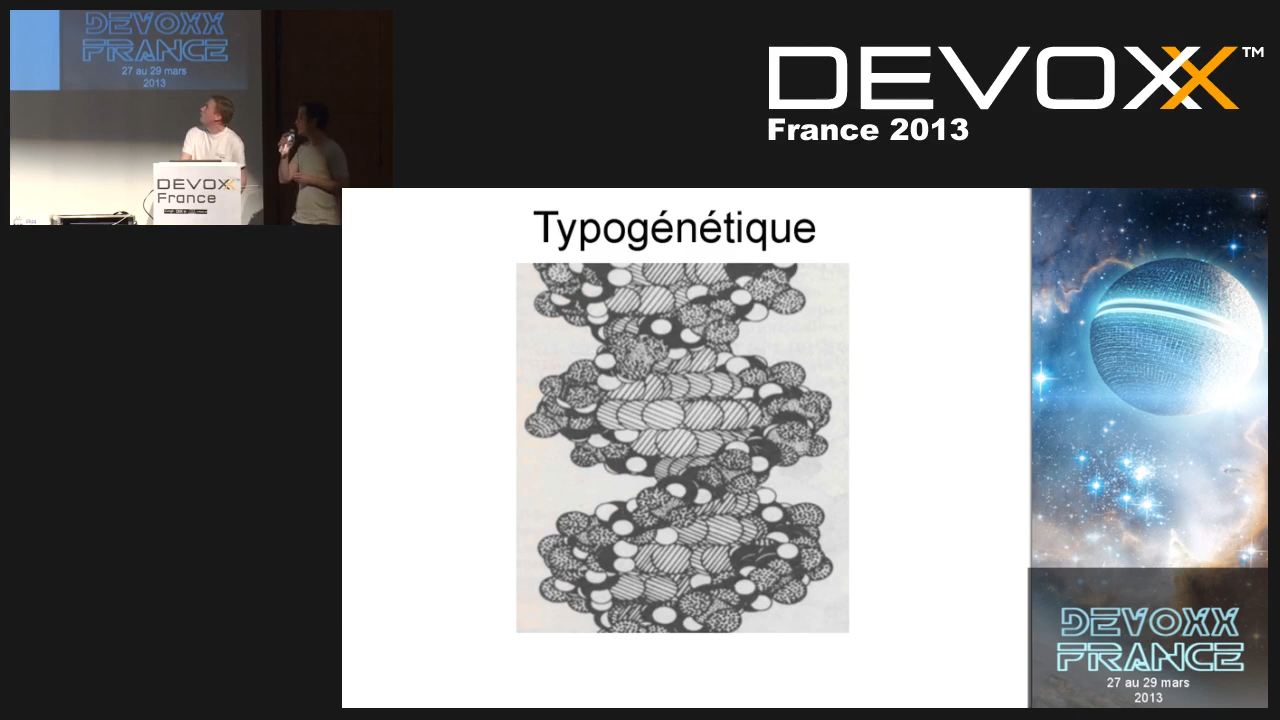 DEVOXX
FRANCE
27 au 29 mars
2013
DEVOXX
France
DEVOXX™
France 2013
Typogénétique
DEVOXX
FRANCE
27 au 29 mars
2013